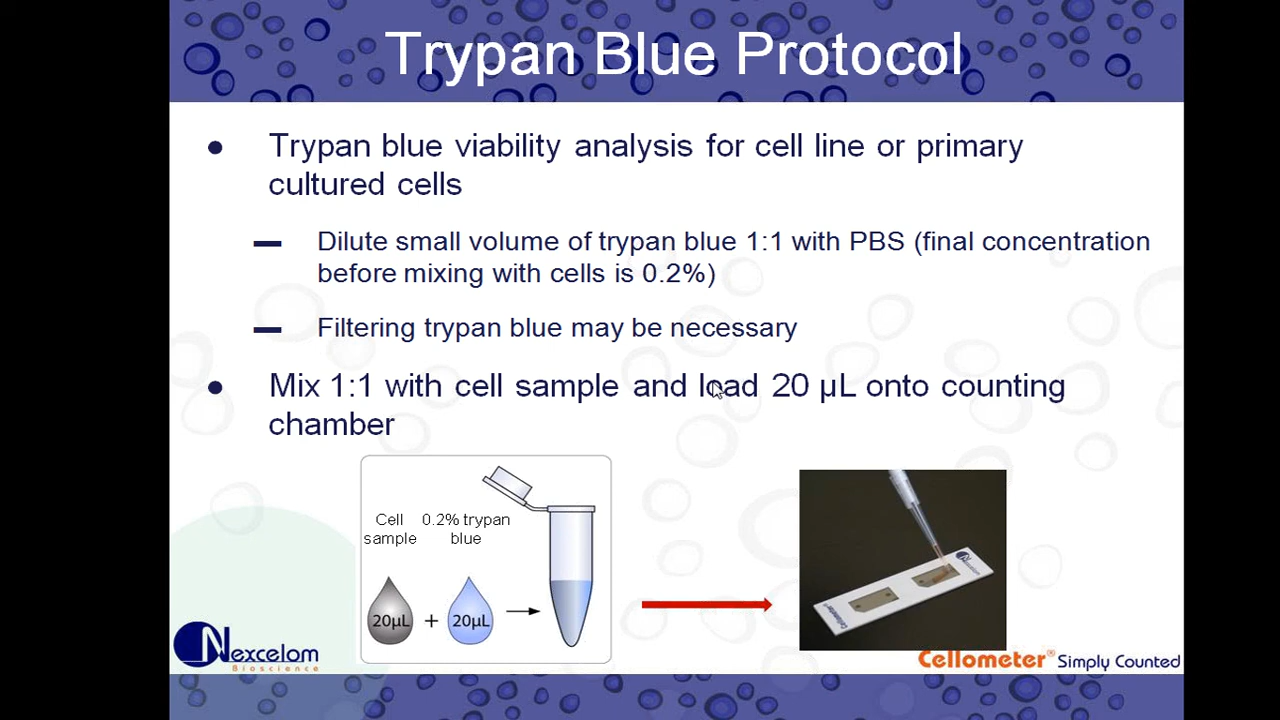 Trypan Blue Protocol
Trypan blue viability analysis for cell line or primary
cultured cells
Dilute small volume of trypan blue 1:1 with PBS (final concentration
before mixing with cells is 0.2%)
Filtering trypan blue may be necessary
Mix 1:1 with cell sample and load 20 µL onto counting
chamber
Cell sample
0.2% trypan blue
20µL + 20µL
Nexcelom
Bioscience
Cellometer
Cellometer® Simply Counted